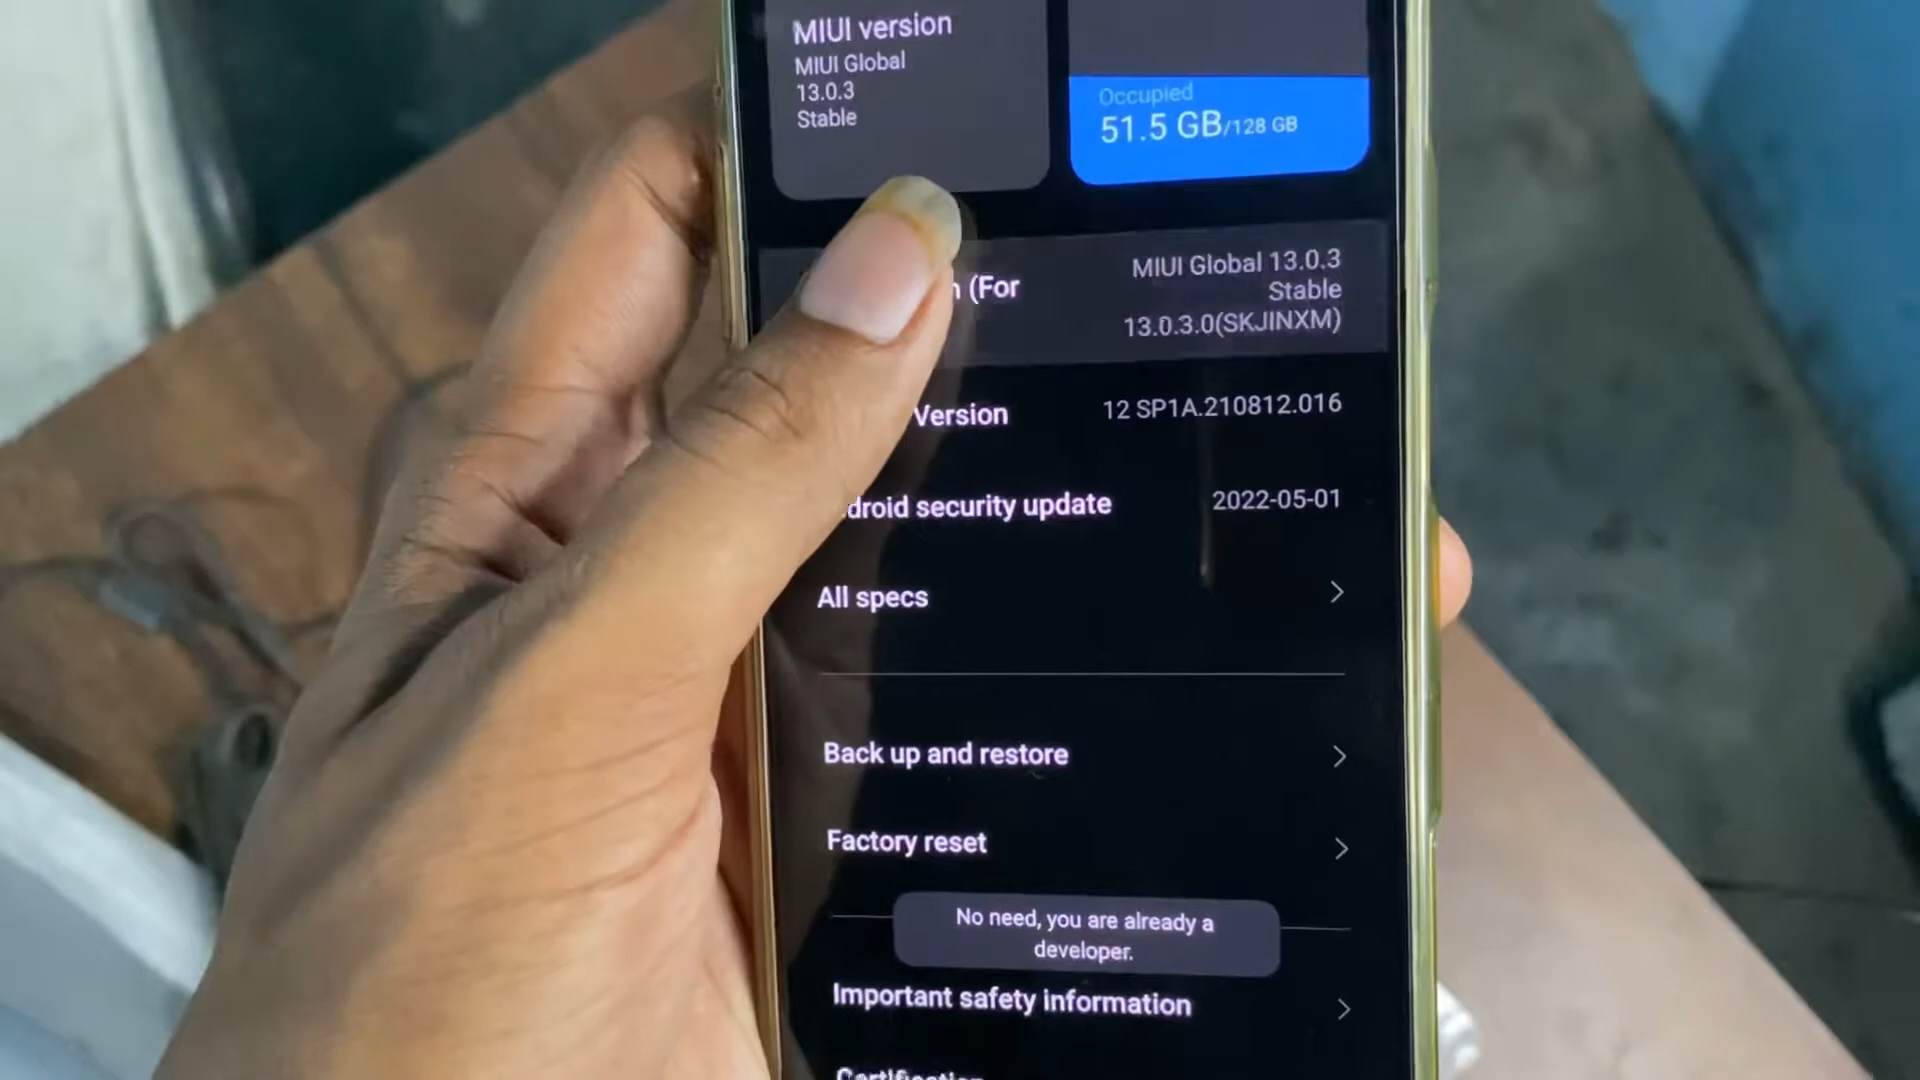 MIUI version
MIUI Global
13.0.3
Stable
Occupied
51.5 GB/128 GB
(For
MIUI Global 13.0.3
Stable
13.0.3.0(SKJINXM)
Version
12 SP1A.210812.016
droid security update
2022-05-01
All specs
Back up and restore
Factory reset
No need, you are already a
developer.
Important safety information